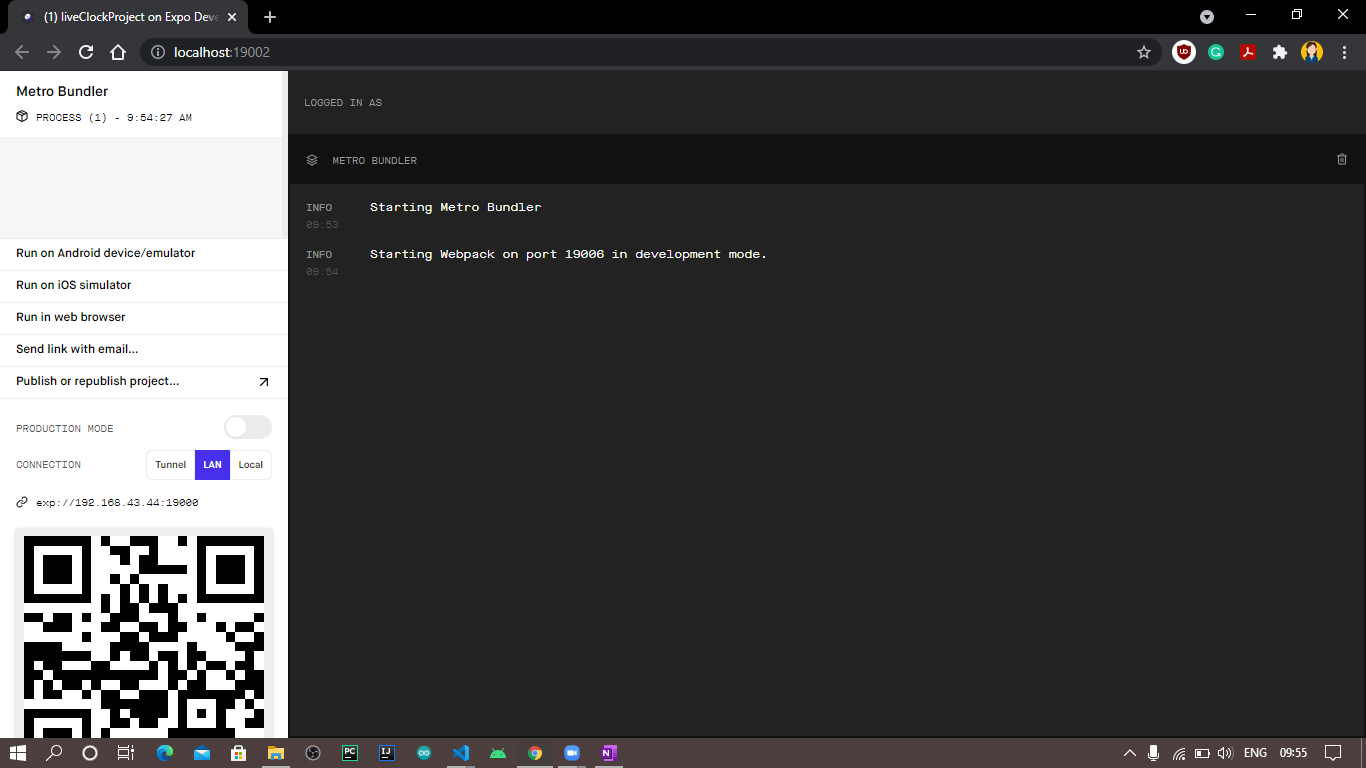 (1) liveClockProject on Expo Deve
localhost:19002
Metro Bundler
PROCESS (1) - 9:54:27 AM
LOGGED IN AS
METRO BUNDLER
INFO Starting Metro Bundler
09:53
INFO Starting Webpack on port 19006 in development mode.
09:54
Run on Android device/emulator
Run on iOS simulator
Run in web browser
Send link with email...
Publish or republish project...
PRODUCTION MODE
CONNECTION Tunnel LAN Local
exp://192.168.43.44:19000
ENG 09:55